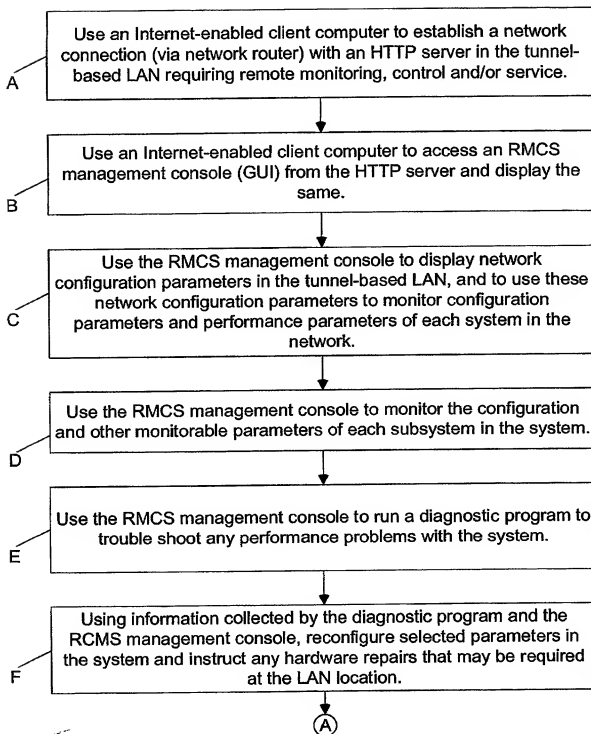 A
Use an Internet-enabled client computer to establish a network
connection (via network router) with an HTTP server in the tunnel-
based LAN requiring remote monitoring, control and/or service.
B
Use an Internet-enabled client computer to access an RMCS
management console (GUI) from the HTTP server and display the
same.
C
Use the RMCS management console to display network
configuration parameters in the tunnel-based LAN, and to use these
network configuration parameters to monitor configuration
parameters and performance parameters of each system in the
network.
D
Use the RMCS management console to monitor the configuration
and other monitorable parameters of each subsystem in the system.
E
Use the RMCS management console to run a diagnostic program to
trouble shoot any performance problems with the system.
F
Using information collected by the diagnostic program and the
RCMS management console, reconfigure selected parameters in
the system and instruct any hardware repairs that may be required
at the LAN location.
A